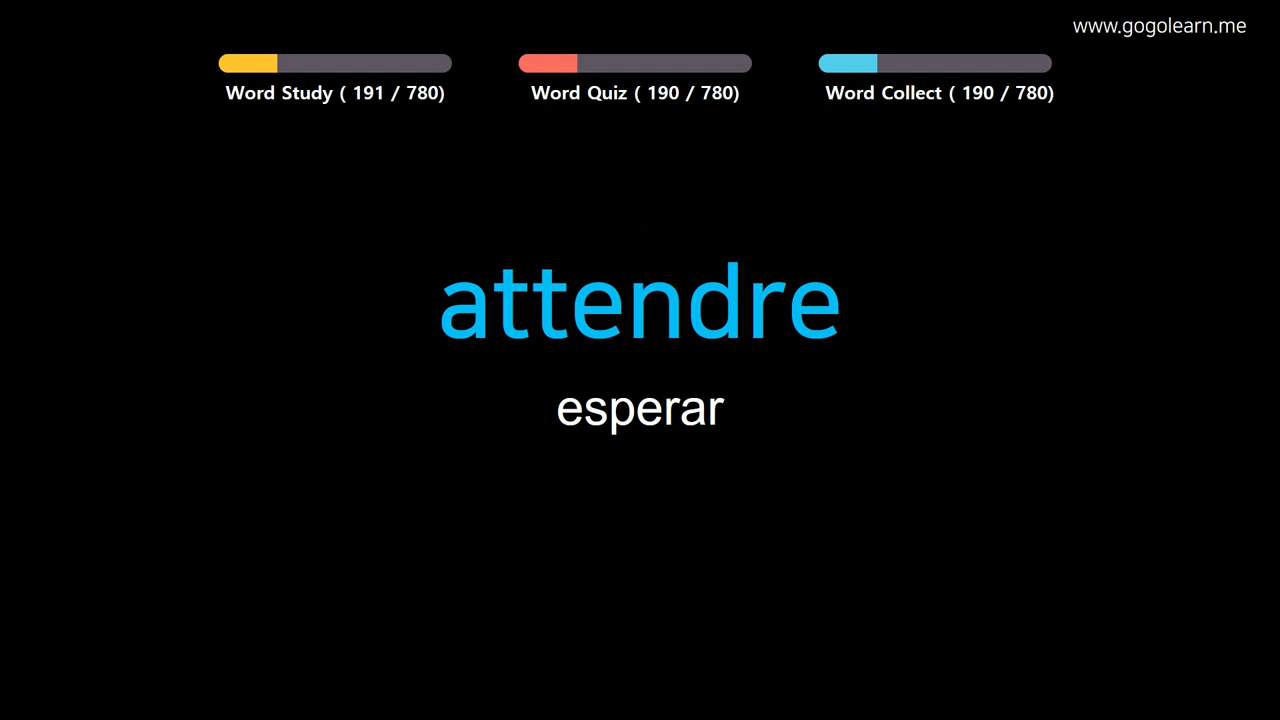 www.gogolearn.me
Word Study ( 191 / 780)
Word Quiz ( 190 / 780)
Word Collect ( 190 / 780)
attendre
esperar